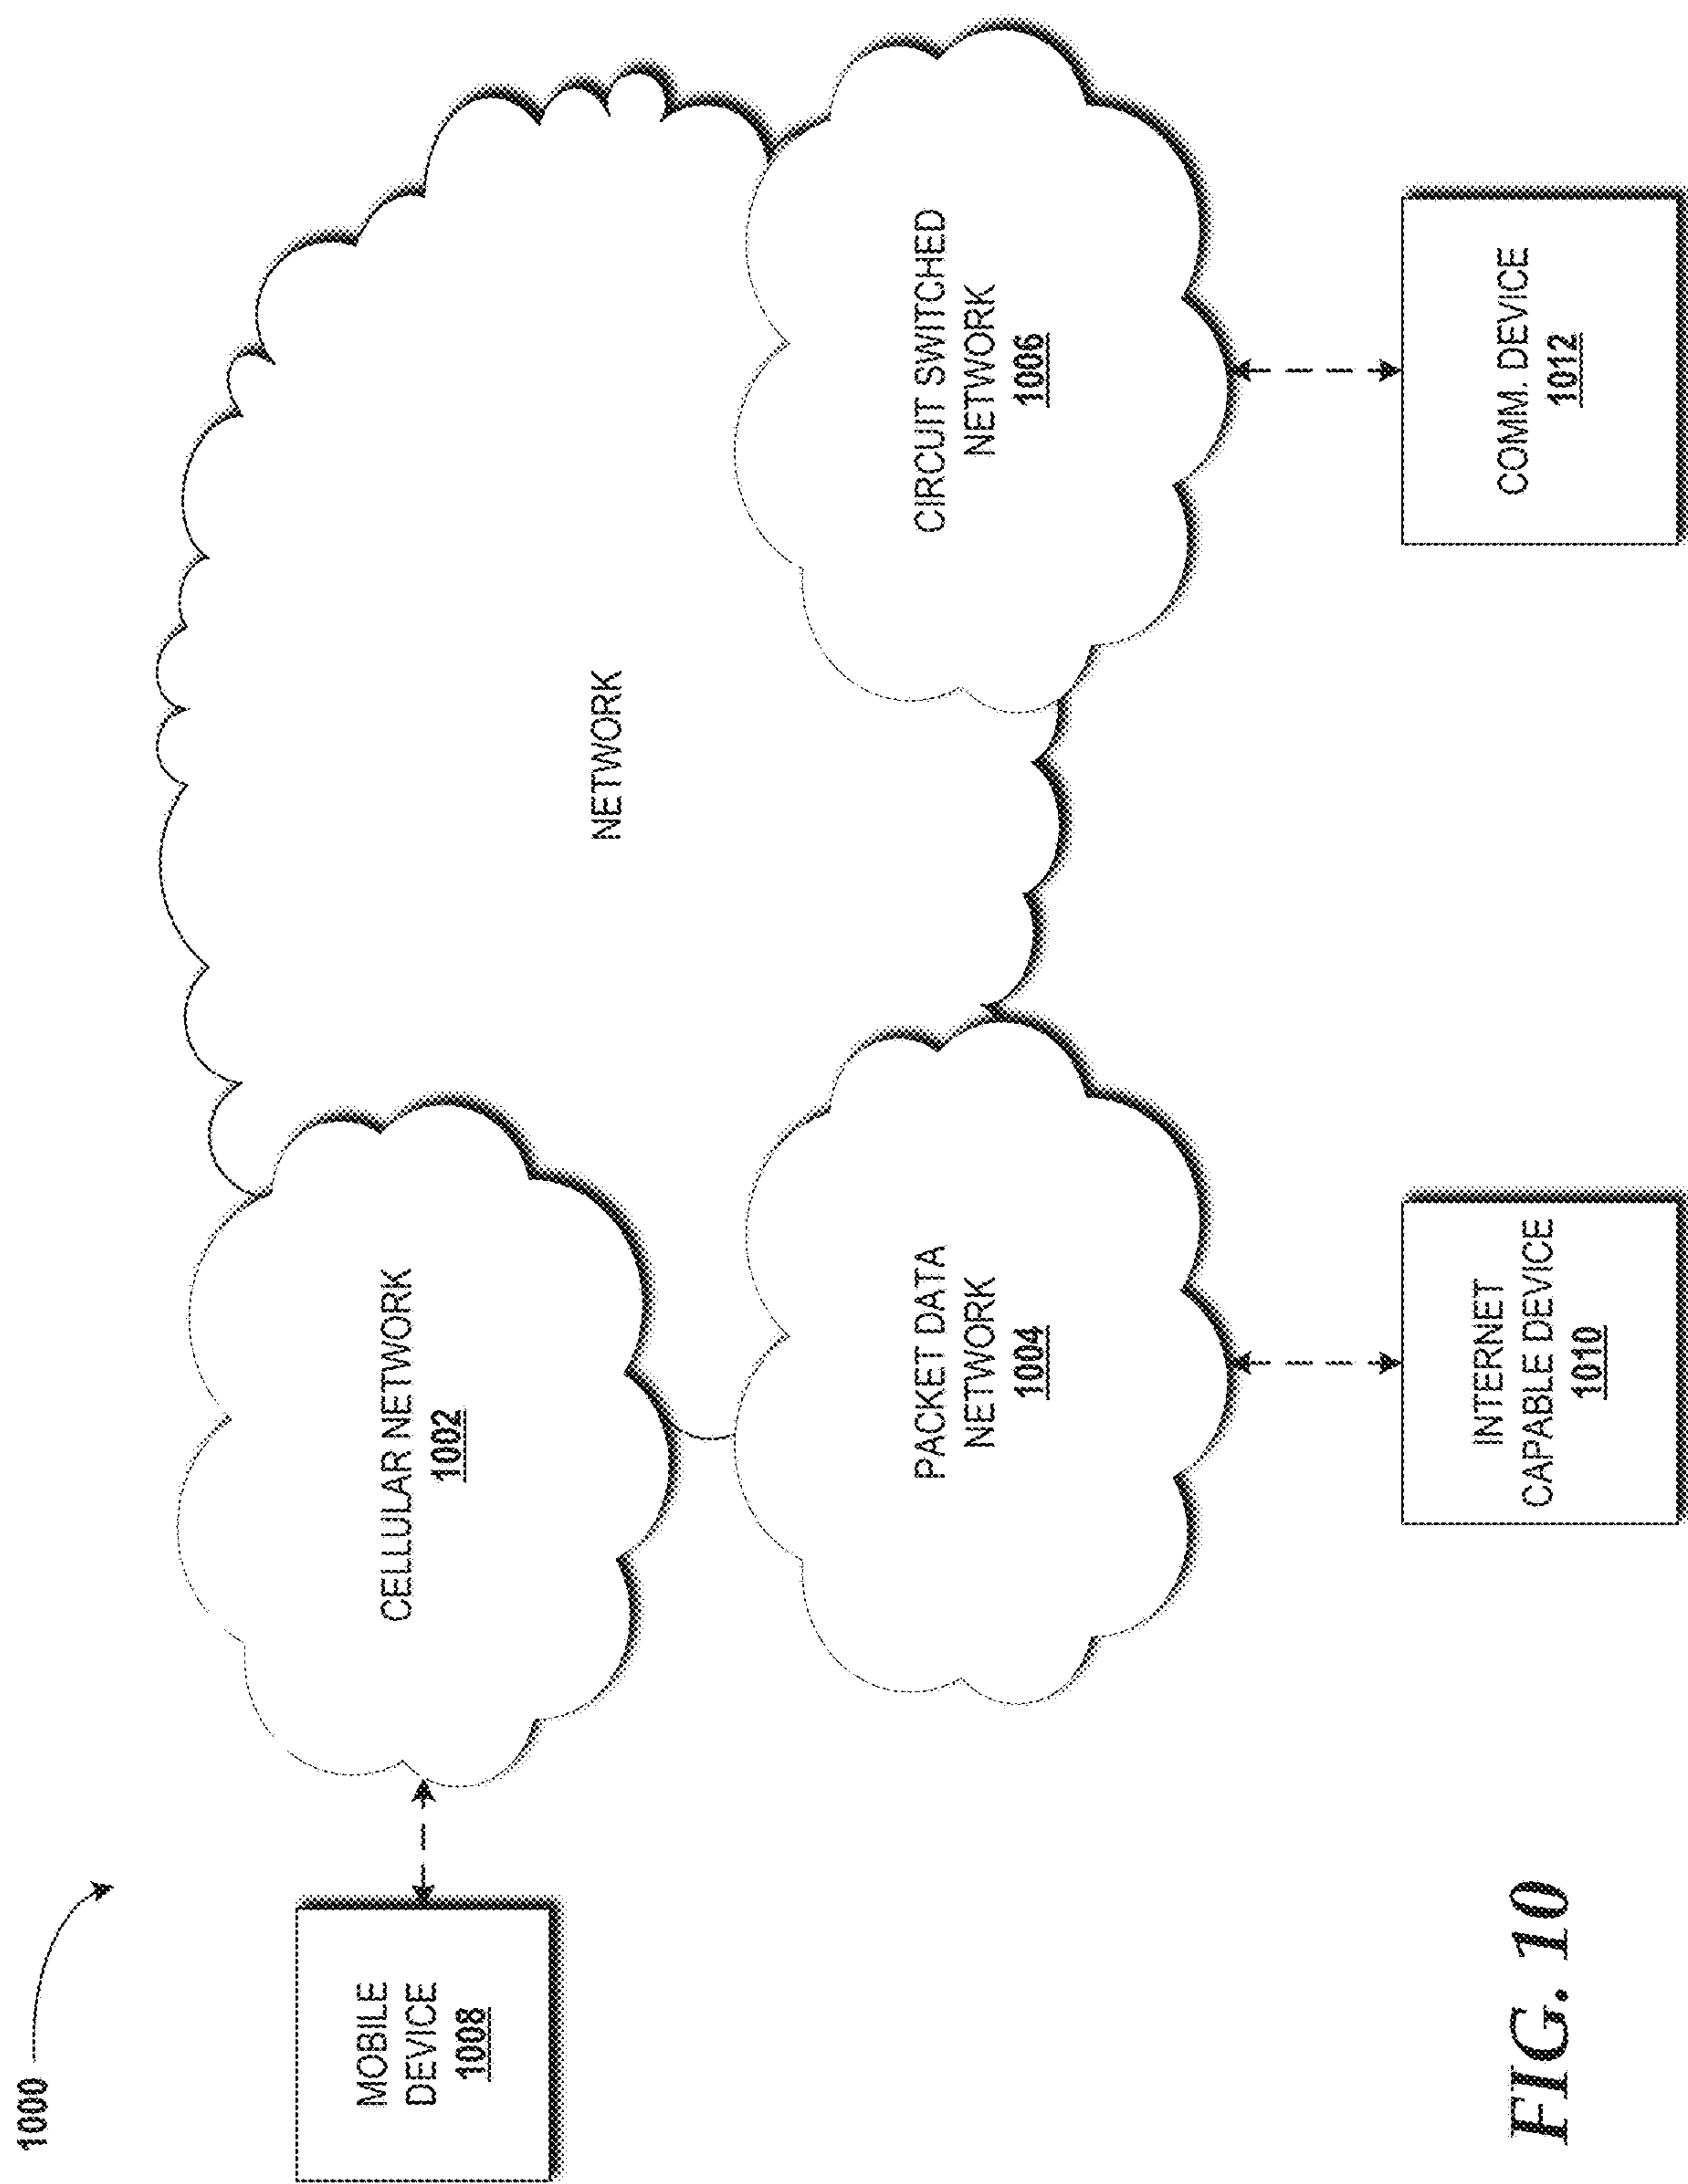 1000
MOBILE
DEVICE
1008
CELLULAR NETWORK
1002
NETWORK
PACKET DATA
NETWORK
1004
CIRCUIT SWITCHED
NETWORK
1006
INTERNET
CAPABLE DEVICE
1010
COMM. DEVICE
1012
FIG. 10